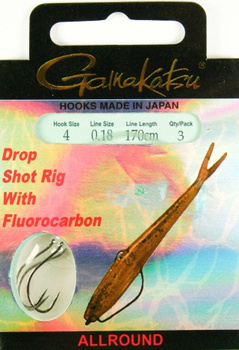 Gamakatsu
HOOKS MADE IN JAPAN
Hook Size Line Size Line Length Qty/Pack
4 0,18 170cm 3
Drop
Shot Rig
With
Fluorocarbon
ALLROUND